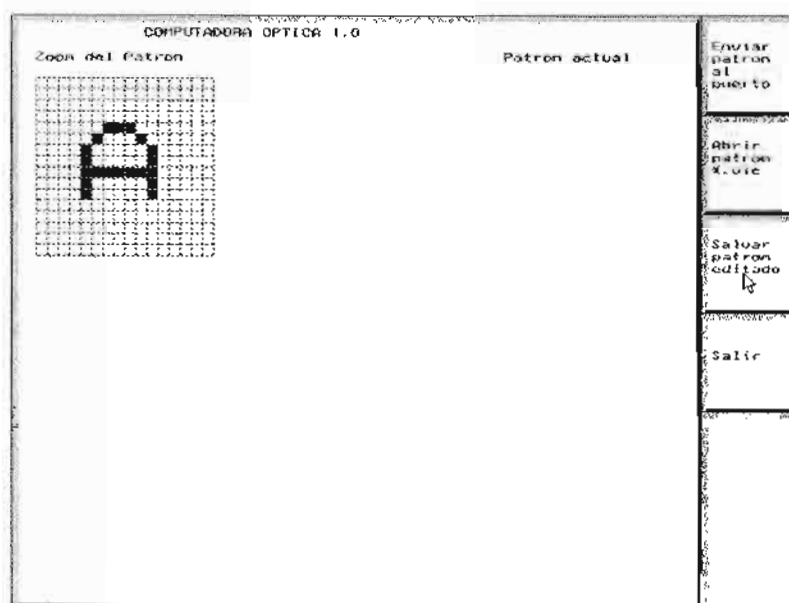 COMPUTADORA OPTICA 1.0
Zoom del Patron
Patron actual
A
Enviar
patron
al
puerto
Abrir
patron
X.vie
Salvar
patron
editado
Salir